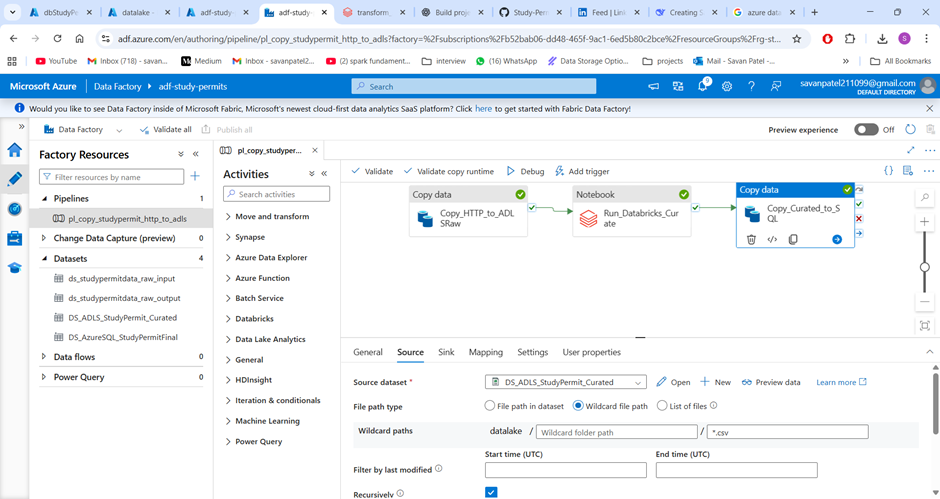 dbStudyPe
datalake -
adf-study-
adf-study-
transform_
Build proje
Study-Perm
Feed | Link
Creating S
azure data
adf.azure.com/en/authoring/pipeline/pl_copy_studypermit_http_to_adls?factory=%2Fsubscriptions%2Fb52bab06-dd48-465f-9ac1-6ed5b80c2bce%2FresourceGroups%2Frg-st...
S
YouTube
Inbox (718) - savan...
Medium
Inbox - savanpatel2...
(2) spark fundament...
interview
(16) WhatsApp
Data Storage Option...
projects
Mail - Savan Patel -...
All Bookmarks
Microsoft Azure
Data Factory
adf-study-permits
Search
9
savanpatel211099@gmail.com
DEFAULT DIRECTORY
Would you like to see Data Factory inside of Microsoft Fabric, Microsoft's newest cloud-first data analytics SaaS platform? Click here to get started with Fabric Data Factory!
Data Factory
Validate all
Publish all
Preview experience
Off
Factory Resources
Filter resources by name
Pipelines 1
pl_copy_studypermit_http_to_adls
Change Data Capture (preview) 0
Datasets 4
ds_studypermitdata_raw_input
ds_studypermitdata_raw_output
DS_ADLS_StudyPermit_Curated
DS_AzureSQL_StudyPermitFinal
Data flows 0
Power Query 0
pl_copy_studyper...
Activities
Search activities
Move and transform
Synapse
Azure Data Explorer
Azure Function
Batch Service
Databricks
Data Lake Analytics
General
HDInsight
Iteration & conditionals
Machine Learning
Power Query
Validate
Validate copy runtime
Debug
Add trigger
Copy data
Copy_HTTP_to_ADL
SRaw
Notebook
Run_Databricks_Cur
ate
Copy data
Copy_Curated_to_S
QL
General
Source
Sink
Mapping
Settings
User properties
Source dataset *
DS_ADLS_StudyPermit_Curated
Open
New
Preview data
Learn more
File path type
File path in dataset
Wildcard file path
List of files
Wildcard paths
datalake / Wildcard folder path / *.csv
Start time (UTC)
End time (UTC)
Filter by last modified
Recursively